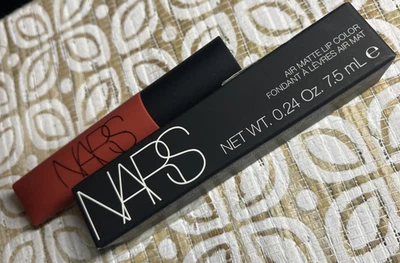 NARS
NARS
AIR MATTE LIP COLOR
FONDANT À LÈVRES AIR MAT
NET WT. 0.24 Oz. 7.5 mL ℮